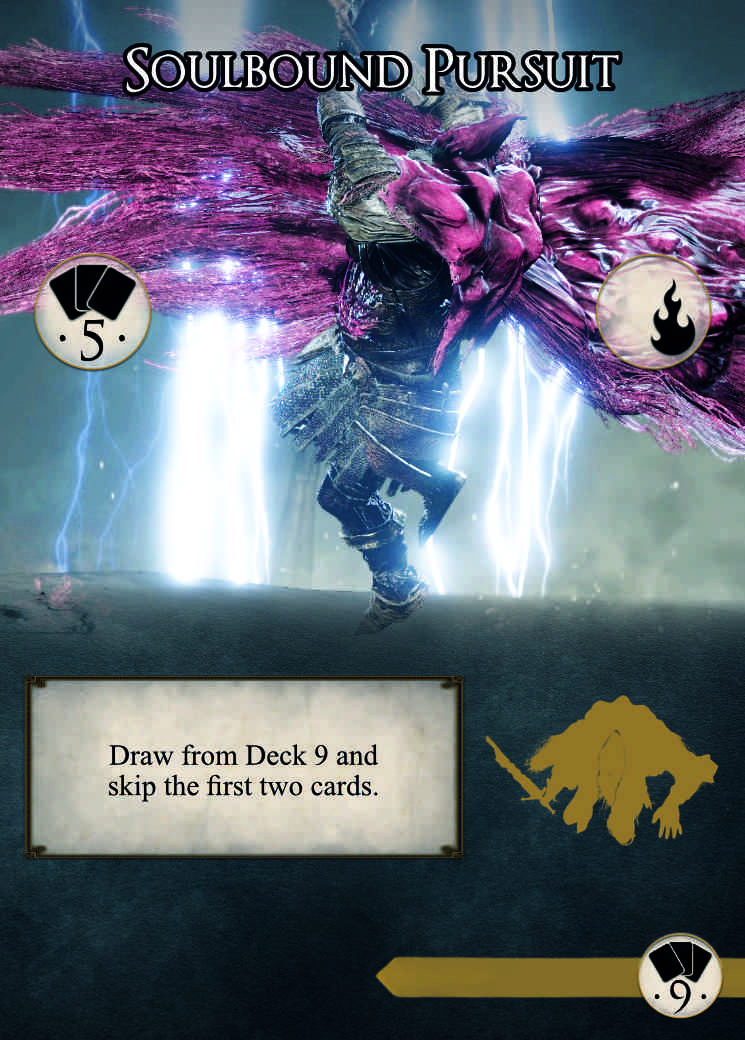 Soulbound Pursuit
· 5 ·
Draw from Deck 9 and
skip the first two cards.
· 9 ·